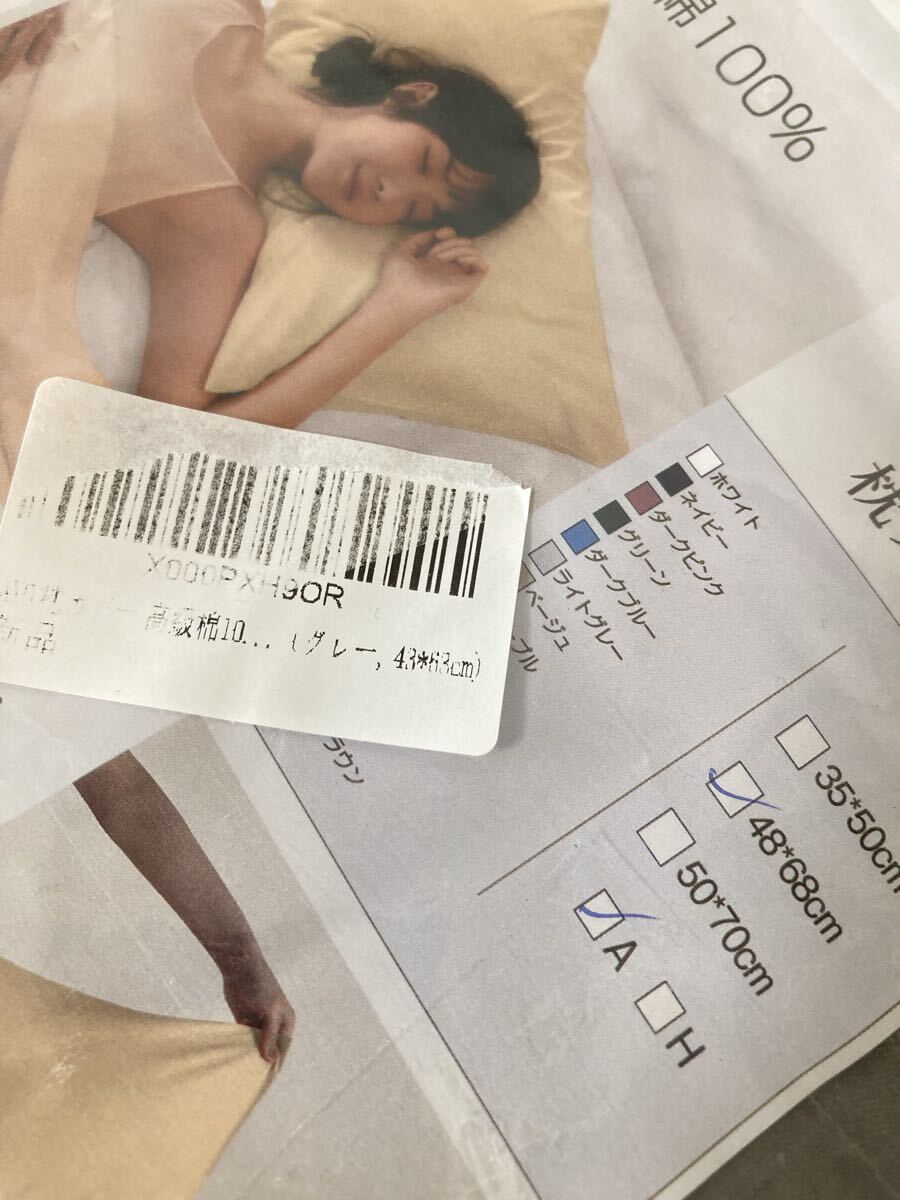 綿100%
枕
X000PXH9OR
高級綿10... (グレー, 43*63cm)
新品
ホワイト
ネイビー
ダークピンク
グリーン
ダークブルー
ライトグレー
ベージュ
35*50cm
48*68cm
50*70cm
A
H